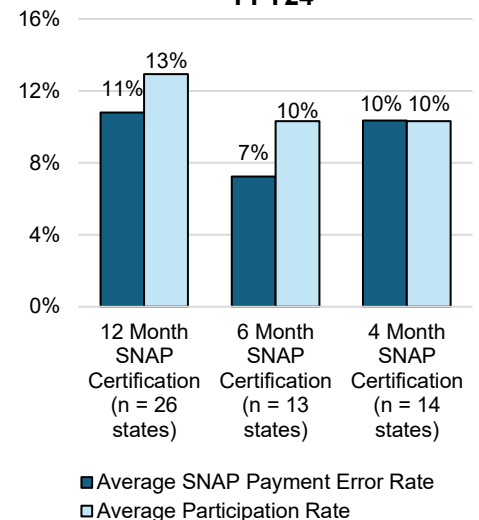 16%
12%
8%
4%
0%
11%
13%
7%
10%
10%
10%
12 Month
SNAP
Certification
(n = 26
states)
6 Month
SNAP
Certification
(n = 13
states)
4 Month
SNAP
Certification
(n = 14
states)
Average SNAP Payment Error Rate
Average Participation Rate